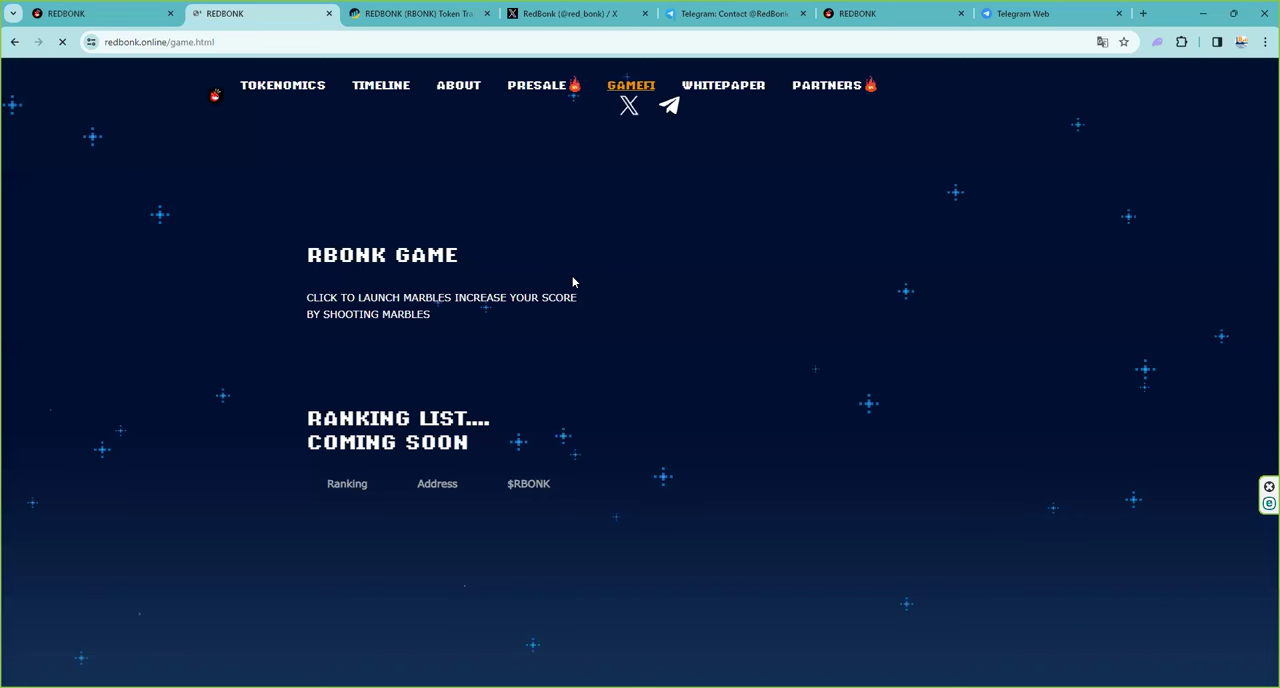 REDBONK
REDBONK
REDBONK (RBONK) Token Tra
RedBonk (@red_bonk) / X
Telegram: Contact @RedBonk
REDBONK
Telegram Web
redbonk.online/game.html
TOKENOMICS TIMELINE ABOUT PRESALE🔥 GAMEFI WHITEPAPER PARTNERS🔥
RBONK GAME
CLICK TO LAUNCH MARBLES INCREASE YOUR SCORE
BY SHOOTING MARBLES
RANKING LIST....
COMING SOON
Ranking Address $RBONK